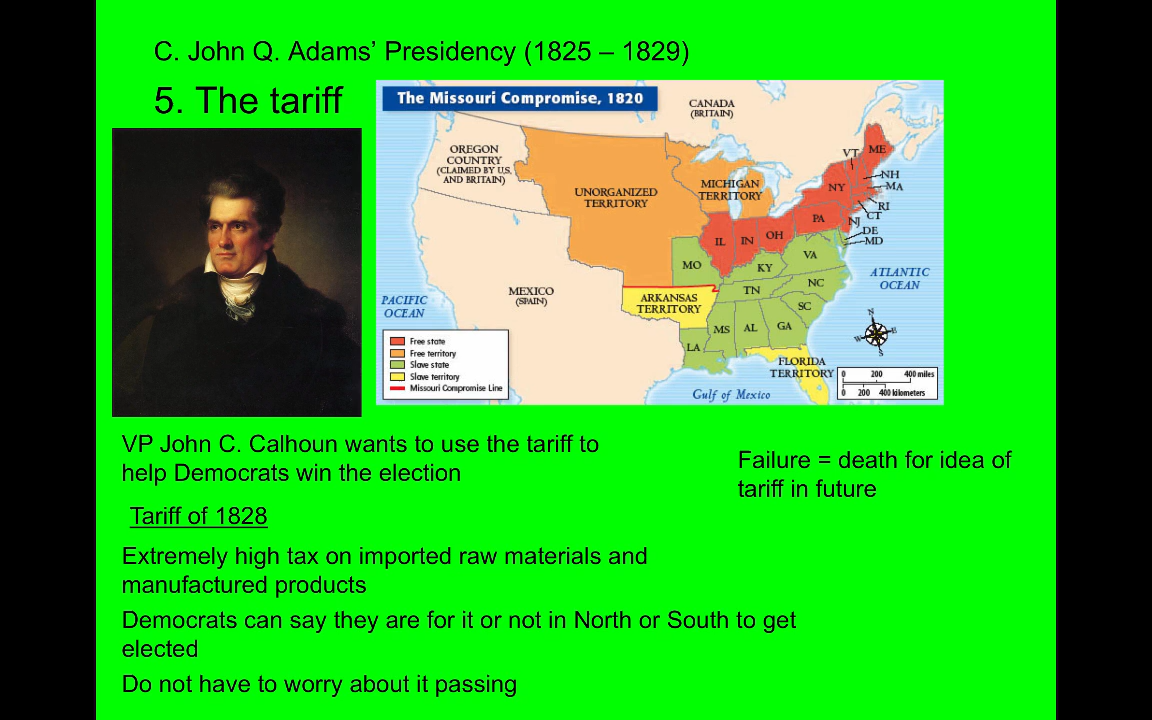 C. John Q. Adams’ Presidency (1825 – 1829)
5. The tariff
The Missouri Compromise, 1820
CANADA
(BRITAIN)
OREGON
COUNTRY
(CLAIMED BY U.S.
AND BRITAIN)
UNORGANIZED
TERRITORY
MICHIGAN
TERRITORY
VT
ME
NH
MA
NY
RI
CT
PA
NJ
DE
MD
IL
IN
OH
MO
KY
VA
NC
TN
SC
ARKANSAS
TERRITORY
MS
AL
GA
LA
FLORIDA
TERRITORY
MEXICO
(SPAIN)
PACIFIC
OCEAN
ATLANTIC
OCEAN
Gulf of Mexico
N
W
E
S
Free state
Free territory
Slave state
Slave territory
Missouri Compromise Line
0 200 400 miles
0 200 400 kilometers
VP John C. Calhoun wants to use the tariff to
help Democrats win the election
Failure = death for idea of
tariff in future
Tariff of 1828
Extremely high tax on imported raw materials and
manufactured products
Democrats can say they are for it or not in North or South to get
elected
Do not have to worry about it passing